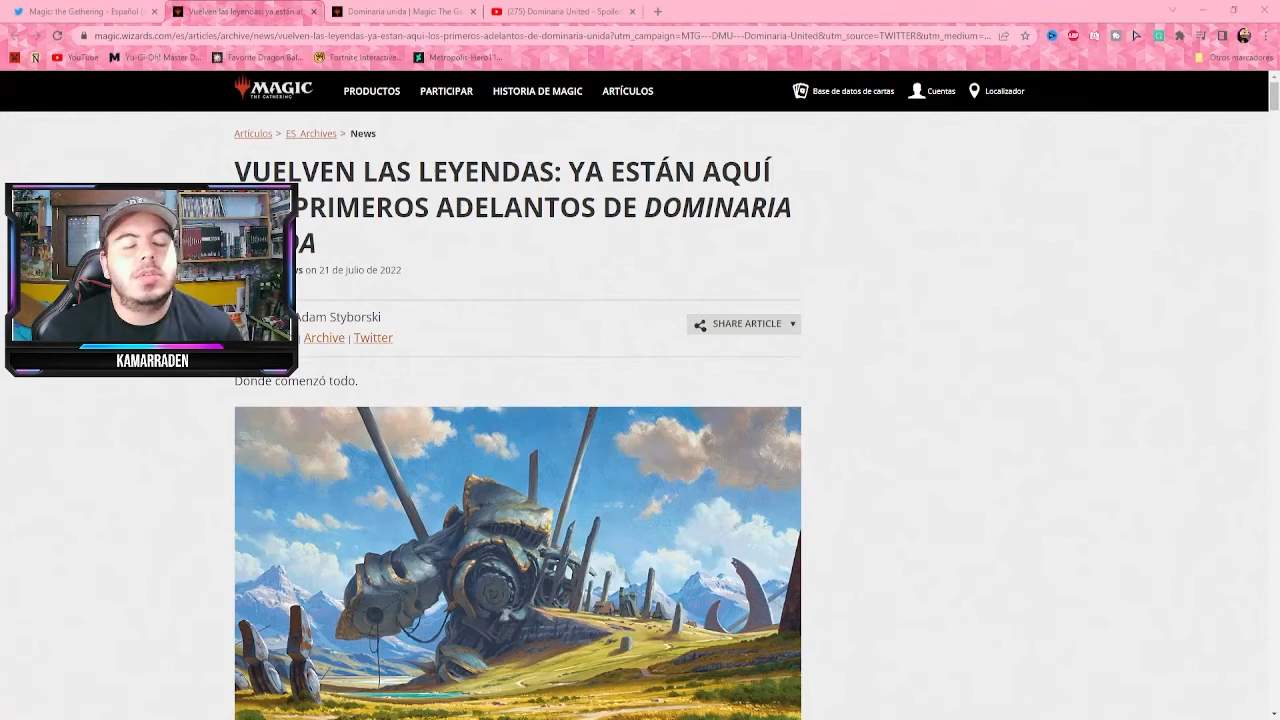 Magic: the Gathering - Español (
Vuelven las leyendas: ya están a
Dominaria unida | Magic: The Ga
(275) Dominaria United - Spoiler
magic.wizards.com/es/articles/archive/news/vuelven-las-leyendas-ya-estan-aqui-los-primeros-adelantos-de-dominaria-unida?utm_campaign=MTG---DMU---Dominaria-United&utm_source=TWITTER&utm_medium=...
YouTube
Yu-Gi-Oh! Master D...
Favorite Dragon Bal...
Fortnite Interactive...
Metropolis-Hero11...
Otros marcadores
MAGIC
THE GATHERING
PRODUCTOS
PARTICIPAR
HISTORIA DE MAGIC
ARTÍCULOS
Base de datos de cartas
Cuentas
Localizador
Artículos > ES_Archives > News
VUELVEN LAS LEYENDAS: YA ESTÁN AQUÍ
PRIMEROS ADELANTOS DE DOMINARIA
DA
ws on 21 de julio de 2022
Adam Styborski
| Archive | Twitter
SHARE ARTICLE
KAMARRADEN
Donde comenzó todo.